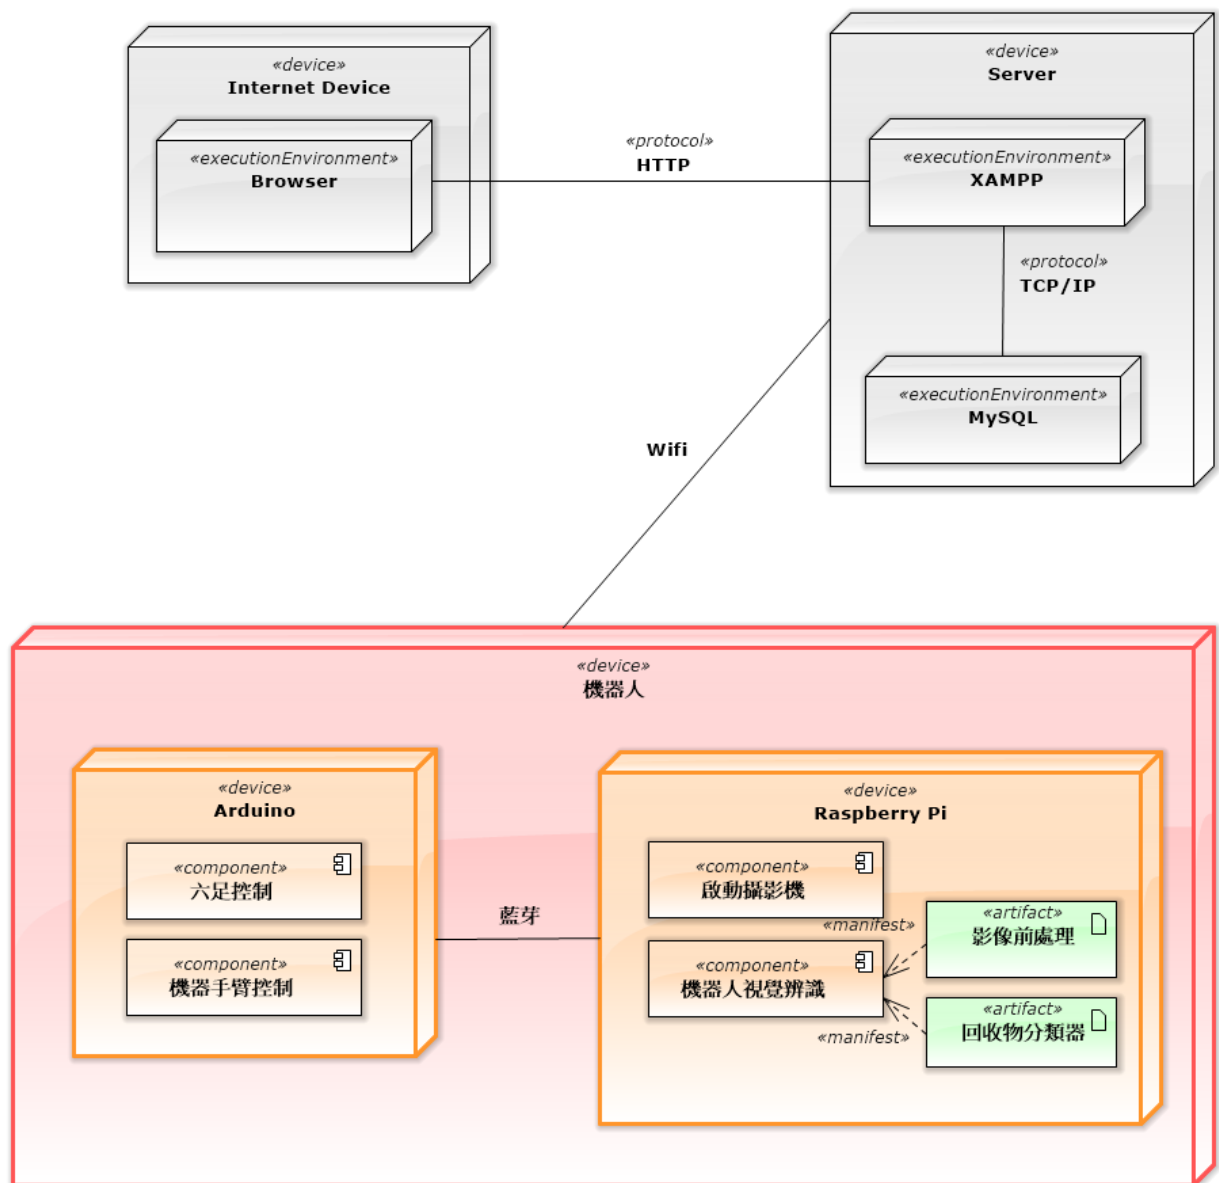 «device»
Internet Device
«executionEnvironment»
Browser
«protocol»
HTTP
«device»
Server
«executionEnvironment»
XAMPP
«protocol»
TCP/IP
«executionEnvironment»
MySQL
Wifi
«device»
機器人
«device»
Arduino
«component»
六足控制
«component»
機器手臂控制
藍芽
«device»
Raspberry Pi
«component»
啟動攝影機
«component»
機器人視覺辨識
«manifest»
«artifact»
影像前處理
«manifest»
«artifact»
回收物分類器